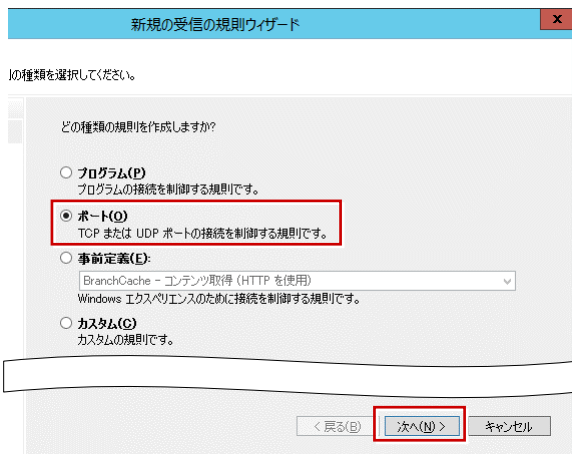 新規の受信の規則ウィザード
x
の種類を選択してください。
どの種類の規則を作成しますか?
プログラム(P)
プログラムの接続を制御する規則です。
ポート(O)
TCP または UDP ポートの接続を制御する規則です。
事前定義(E):
BranchCache - コンテンツ取得 (HTTP を使用)
Windows エクスペリエンスのために接続を制御する規則です。
カスタム(C)
カスタムの規則です。
< 戻る(B)
次へ(N) >
キャンセル